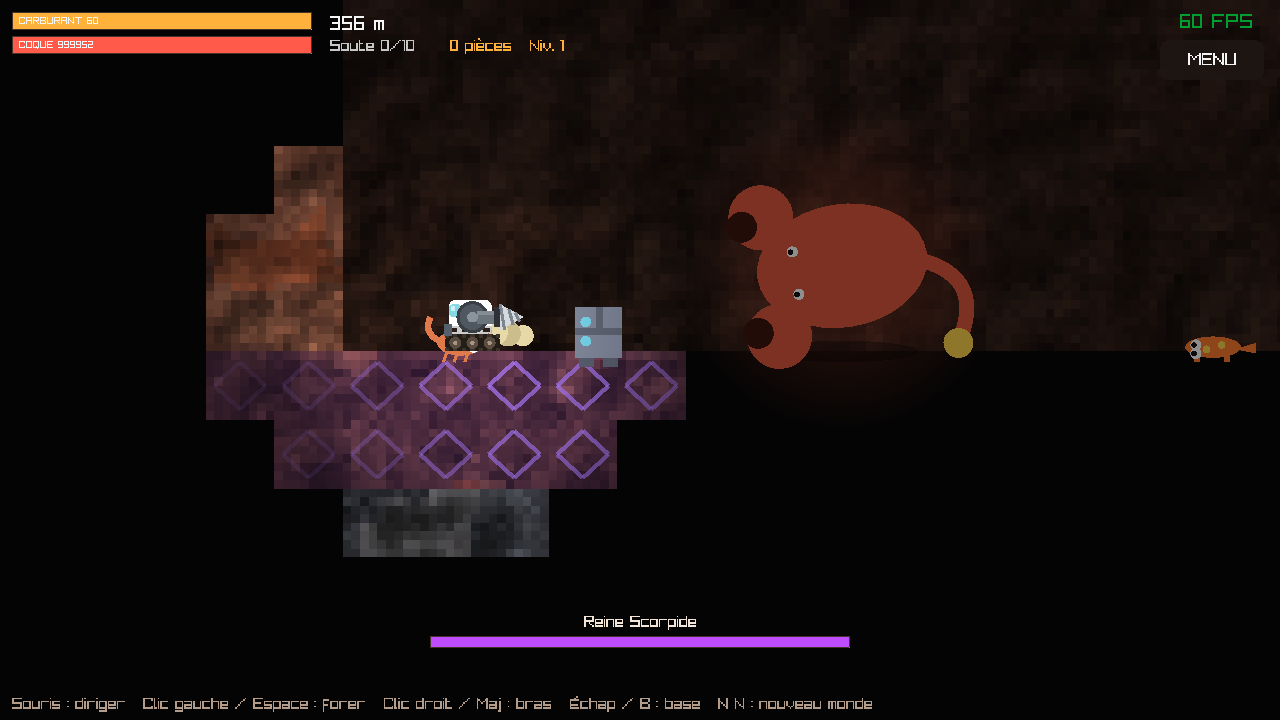 CARBURANT 60
COQUE 999952
356 m
Soute 0/10 0 pièces Niv. 1
60 FPS
MENU
Reine Scorpide
Souris : diriger Clic gauche / Espace : forer Clic droit / Maj : bras Échap / B : base N N : nouveau monde